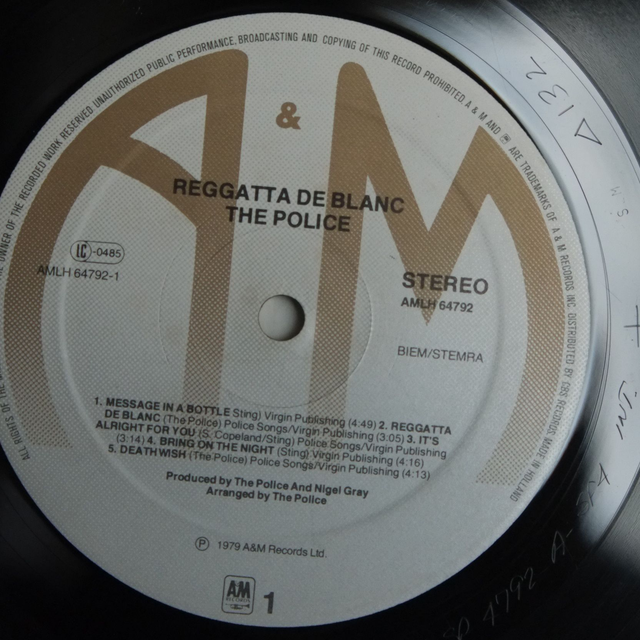 ALL RIGHTS OF THE
OWNER OF THE RECORDED WORK RESERVED. UNAUTHORIZED PUBLIC PERFORMANCE, BROADCASTING AND COPYING OF THIS RECORD PROHIBITED. A & M AND ARE TRADEMARKS OF A & M RECORDS INC. DISTRIBUTED BY CBS RECORDS. MADE IN HOLLAND
A & M
REGGATTA DE BLANC
THE POLICE
LC-0485
AMLH 64792-1
STEREO
AMLH 64792
BIEM/STEMRA
1. MESSAGE IN A BOTTLE Sting) Virgin Publishing (4:49) 2. REGGATTA
DE BLANC (The Police) Police Songs/Virgin Publishing (3:05) 3. IT'S
ALRIGHT FOR YOU (S. Copeland/Sting) Police Songs/Virgin Publishing
(3:14) 4. BRING ON THE NIGHT (Sting) Virgin Publishing (4:16)
5. DEATHWISH (The Police) Police Songs/Virgin Publishing (4:13)
Produced by The Police And Nigel Gray
Arranged by The Police
℗ 1979 A&M Records Ltd.
AM
1
Δ132